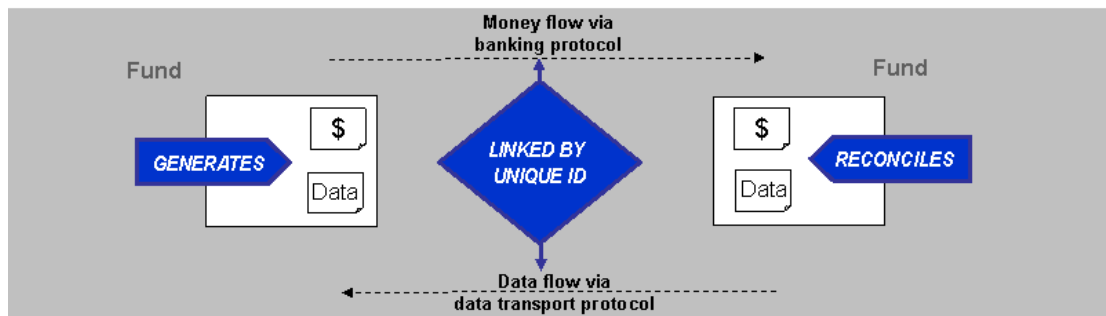 Money flow via
banking protocol
Fund
Fund
$
$
GENERATES
LINKED BY
UNIQUE ID
RECONCILES
Data
Data
Data flow via
data transport protocol